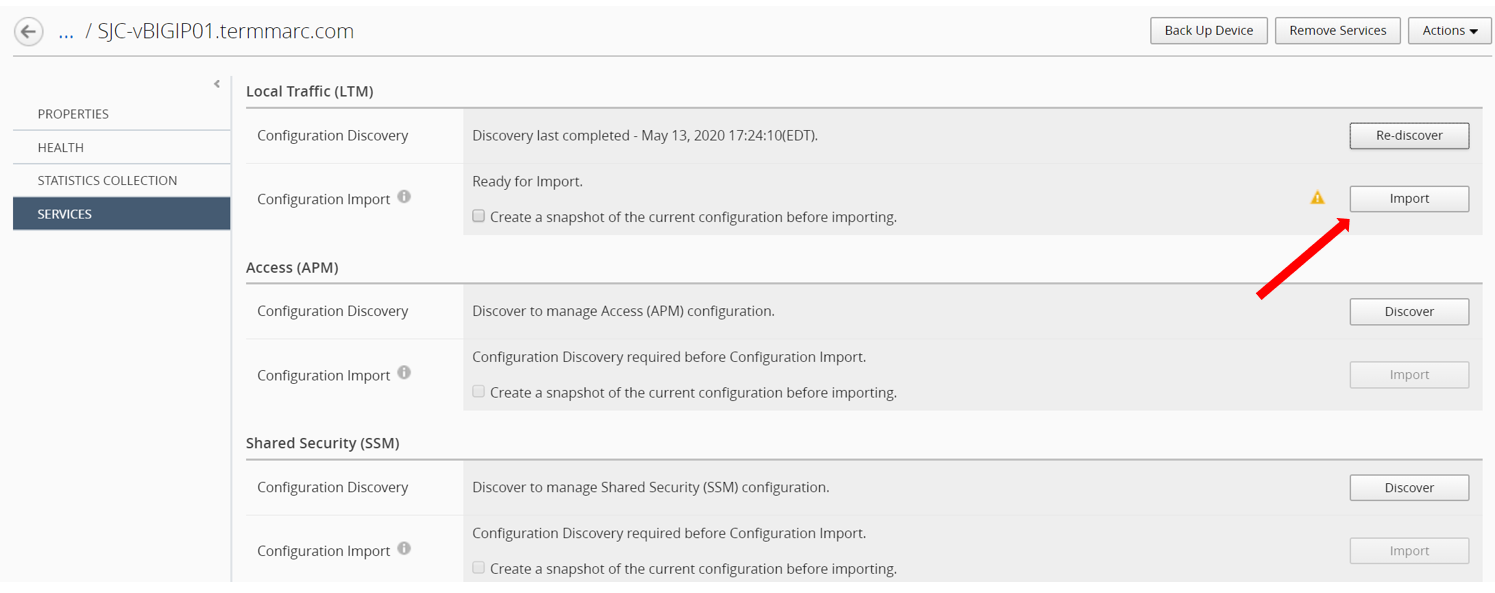 ... / SJC-vBIGIP01.termmarc.com
Back Up Device
Remove Services
Actions
PROPERTIES
HEALTH
STATISTICS COLLECTION
SERVICES
Local Traffic (LTM)
Configuration Discovery
Discovery last completed - May 13, 2020 17:24:10(EDT).
Re-discover
Configuration Import
Ready for Import.
Create a snapshot of the current configuration before importing.
Import
Access (APM)
Configuration Discovery
Discover to manage Access (APM) configuration.
Discover
Configuration Import
Configuration Discovery required before Configuration Import.
Create a snapshot of the current configuration before importing.
Import
Shared Security (SSM)
Configuration Discovery
Discover to manage Shared Security (SSM) configuration.
Discover
Configuration Import
Configuration Discovery required before Configuration Import.
Create a snapshot of the current configuration before importing.
Import